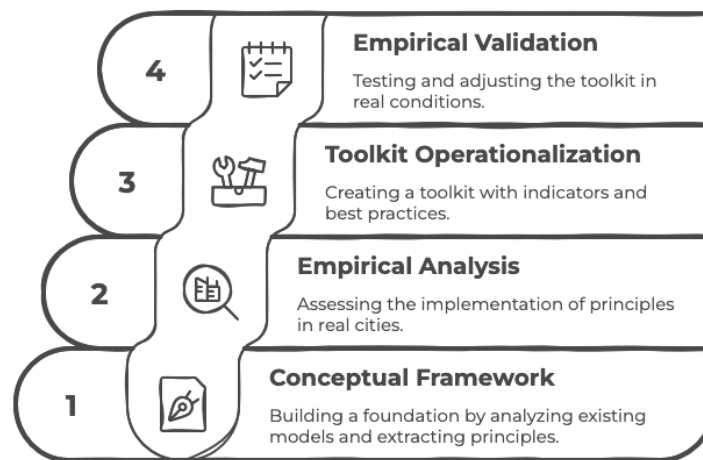 4
Empirical Validation
Testing and adjusting the toolkit in
real conditions.
3
Toolkit Operationalization
Creating a toolkit with indicators and
best practices.
2
Empirical Analysis
Assessing the implementation of principles
in real cities.
1
Conceptual Framework
Building a foundation by analyzing existing
models and extracting principles.